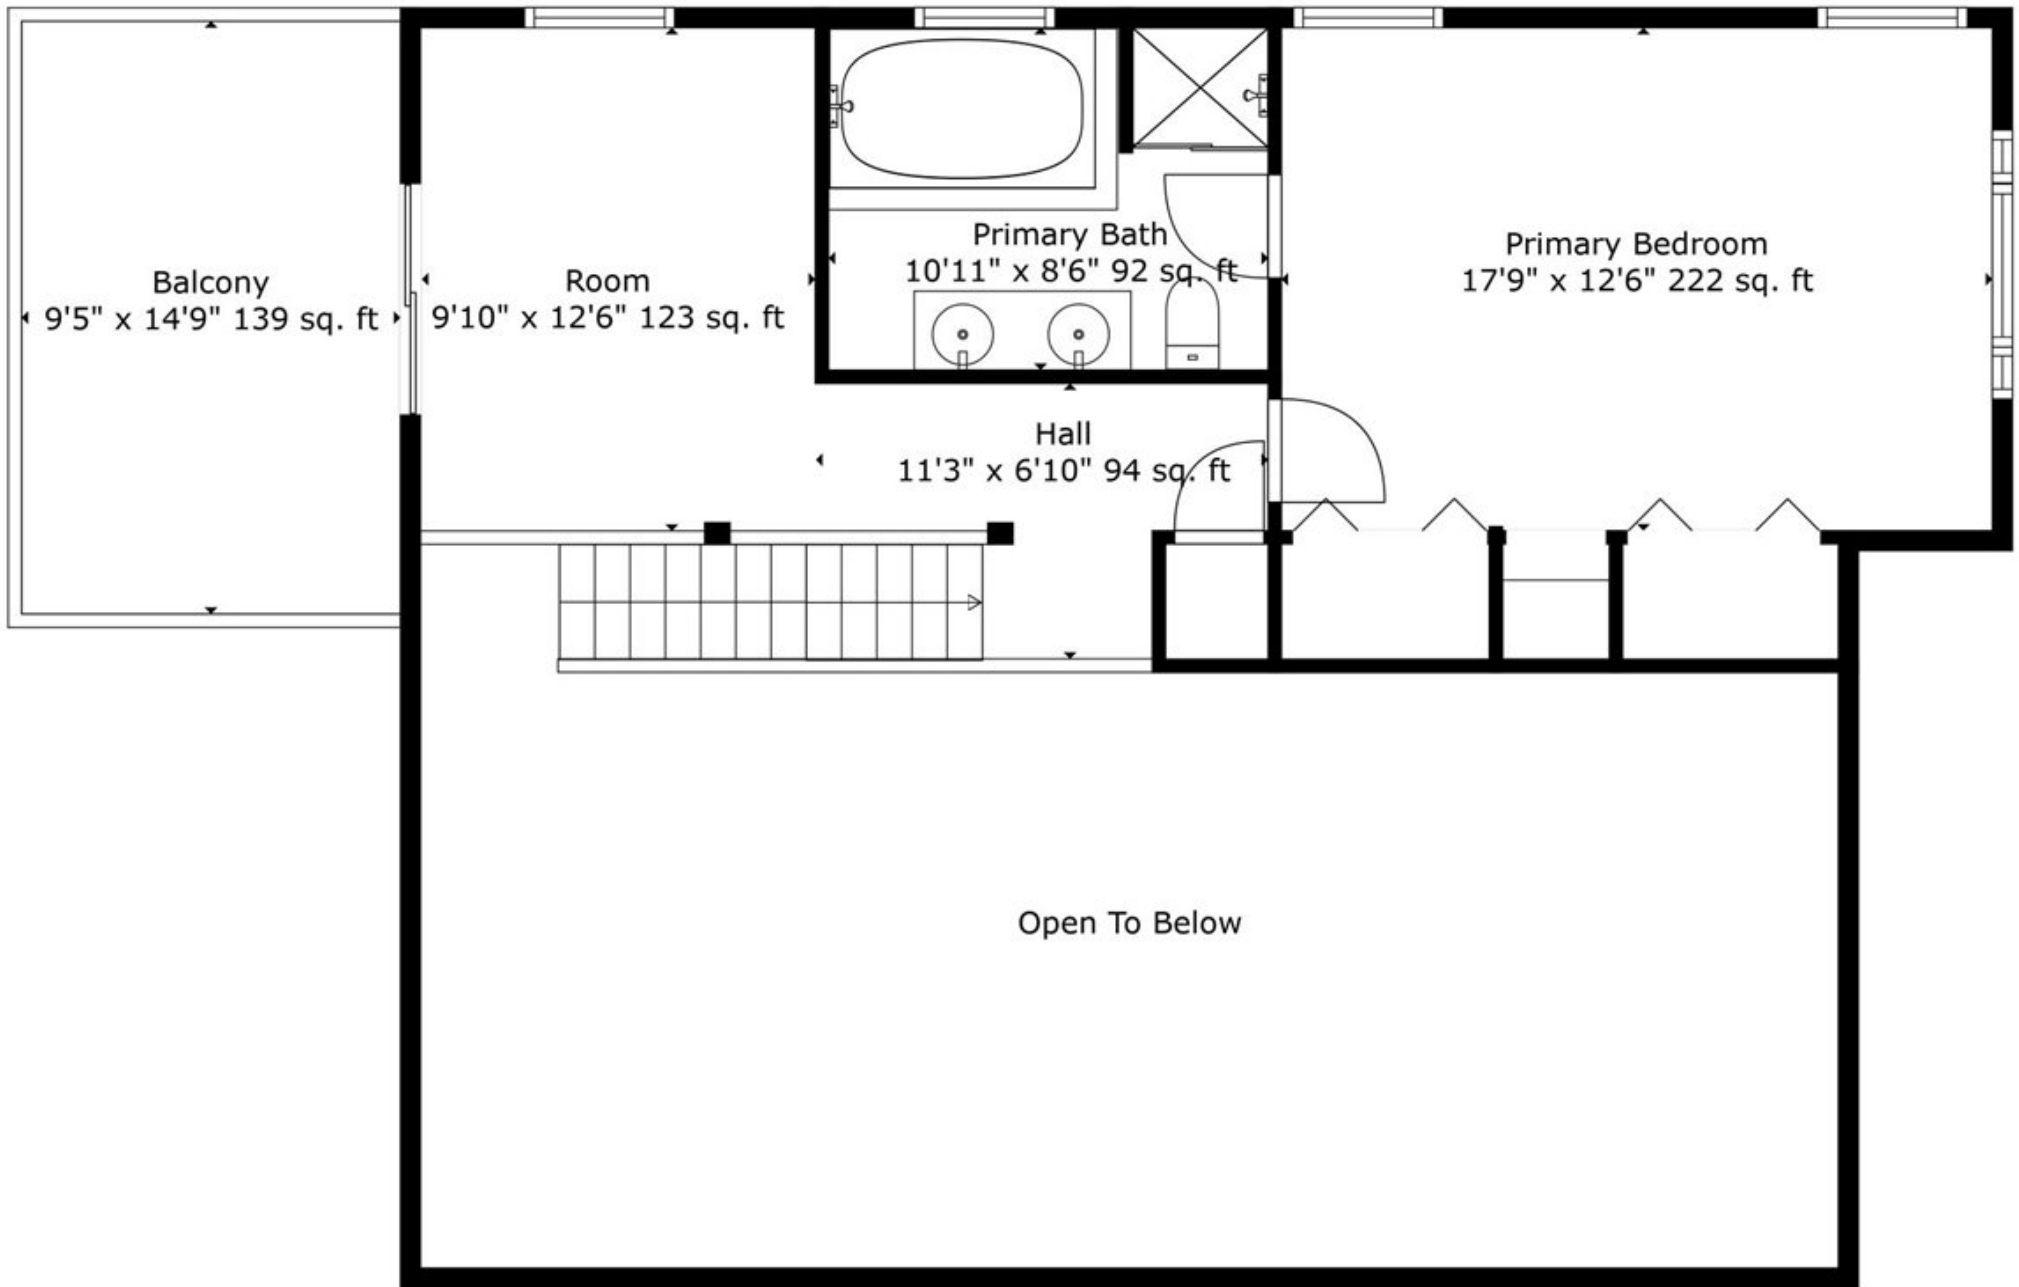 Balcony
9'5" x 14'9" 139 sq. ft
Room
9'10" x 12'6" 123 sq. ft
Primary Bath
10'11" x 8'6" 92 sq. ft
Primary Bedroom
17'9" x 12'6" 222 sq. ft
Hall
11'3" x 6'10" 94 sq. ft
Open To Below